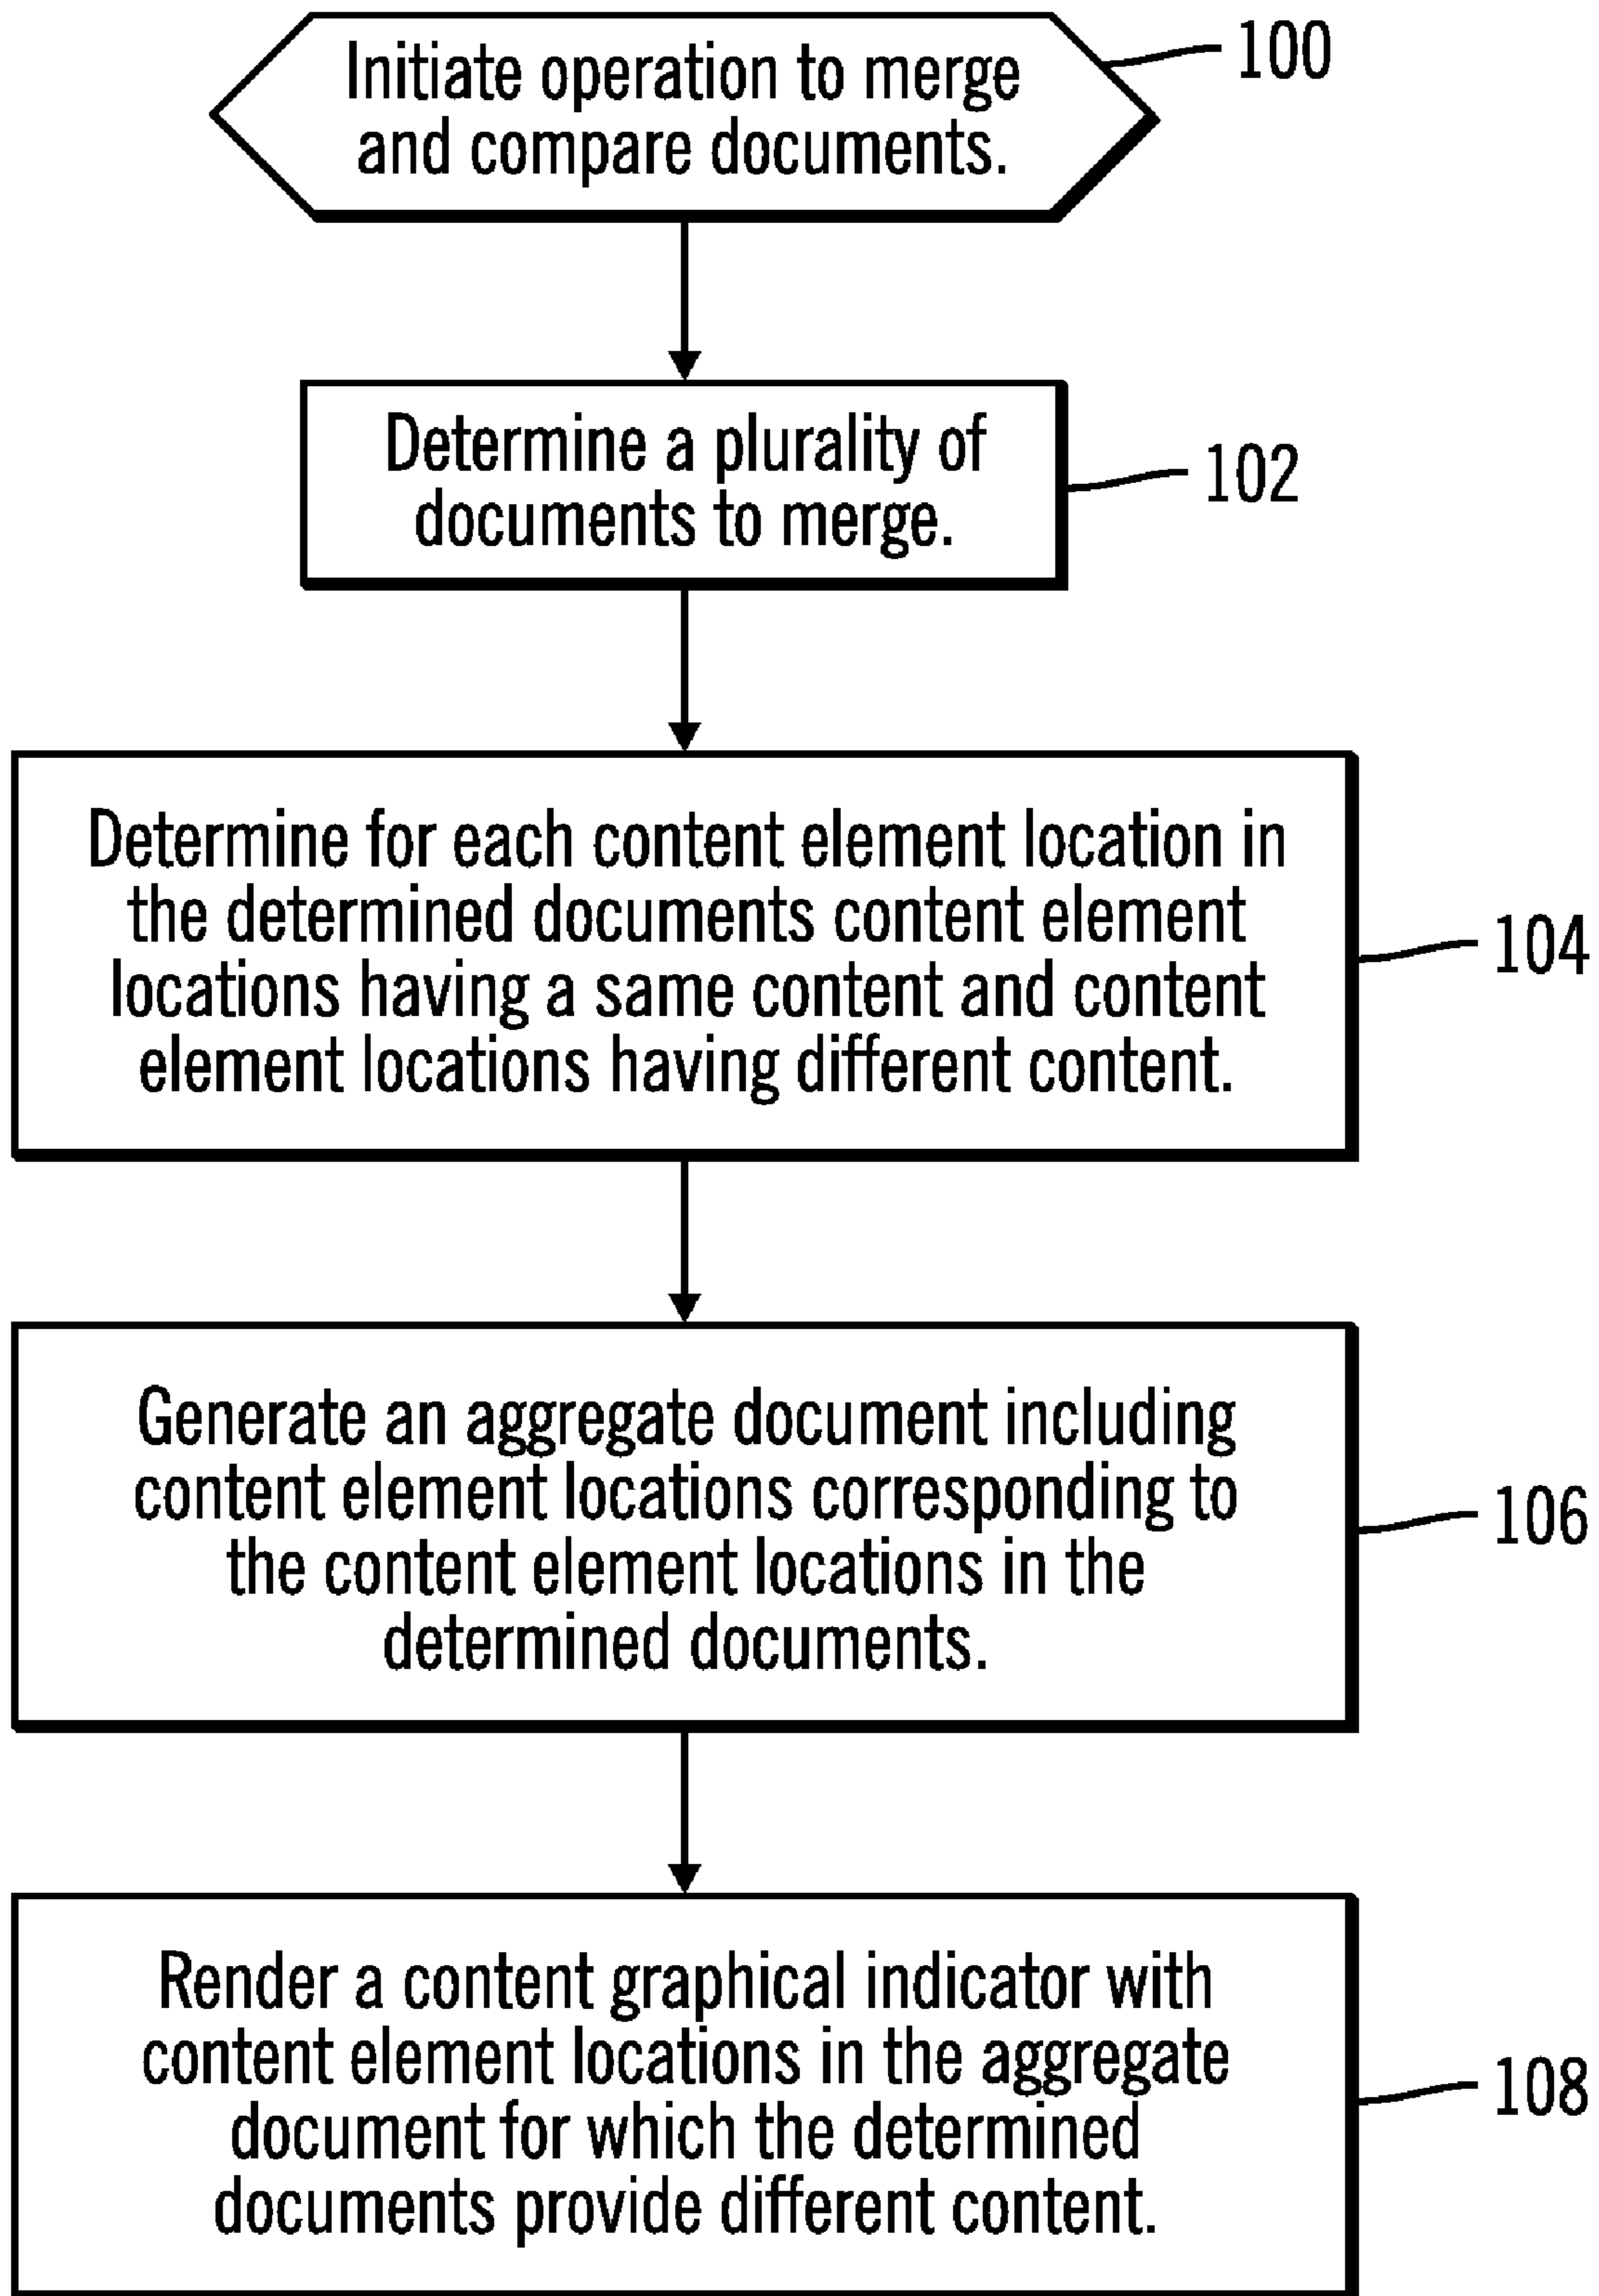 Initiate operation to merge
and compare documents.
100
Determine a plurality of
documents to merge.
102
Determine for each content element location in
the determined documents content element
locations having a same content and content
element locations having different content.
104
Generate an aggregate document including
content element locations corresponding to
the content element locations in the
determined documents.
106
Render a content graphical indicator with
content element locations in the aggregate
document for which the determined
documents provide different content.
108